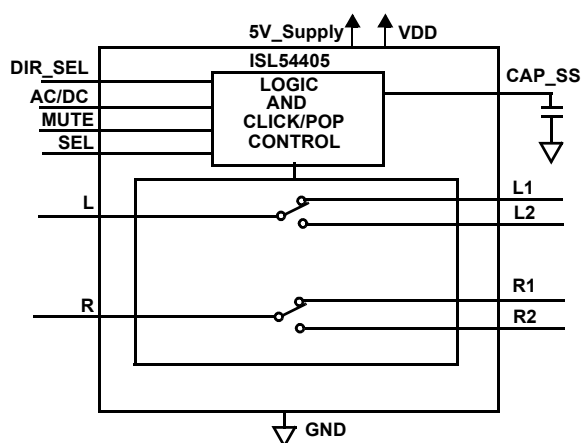 5V_Supply
VDD
ISL54405
DIR_SEL
AC/DC
MUTE
SEL
LOGIC
AND
CLICK/POP
CONTROL
CAP_SS
L
L1
L2
R
R1
R2
GND